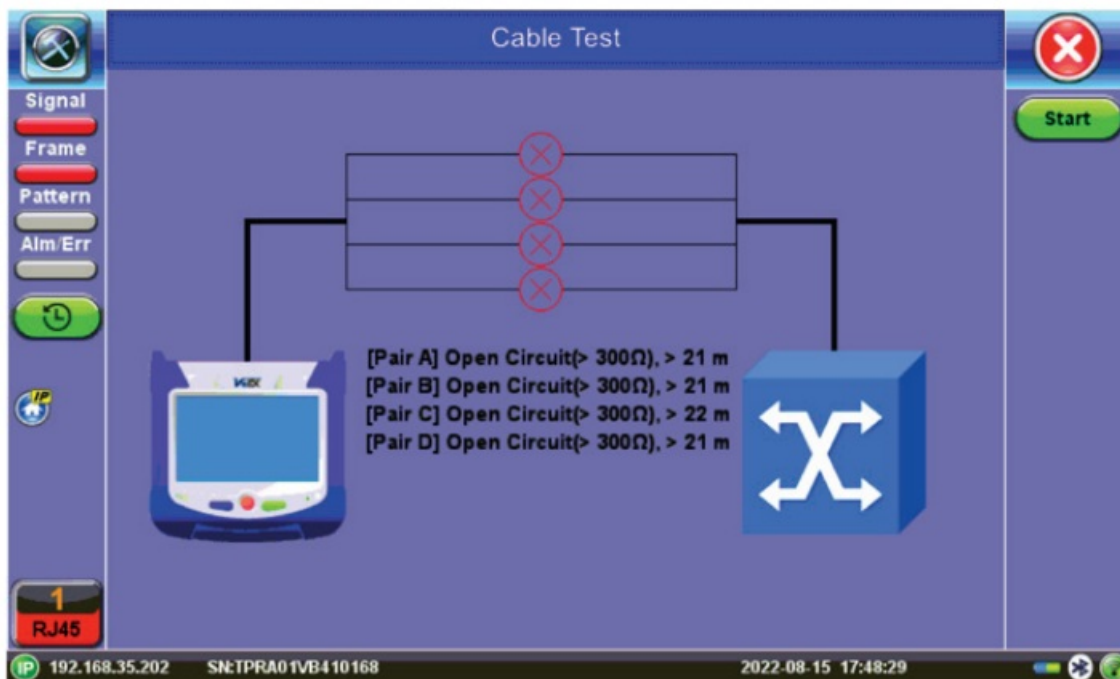 Cable Test
Signal
Frame
Pattern
Alm/Err
Start
[Pair A] Open Circuit(> 300Ω), > 21 m
[Pair B] Open Circuit(> 300Ω), > 21 m
[Pair C] Open Circuit(> 300Ω), > 22 m
[Pair D] Open Circuit(> 300Ω), > 21 m
VeEX
IP
1
RJ45
IP 192.168.35.202 SN:TPRA01VB410168 2022-08-15 17:48:29